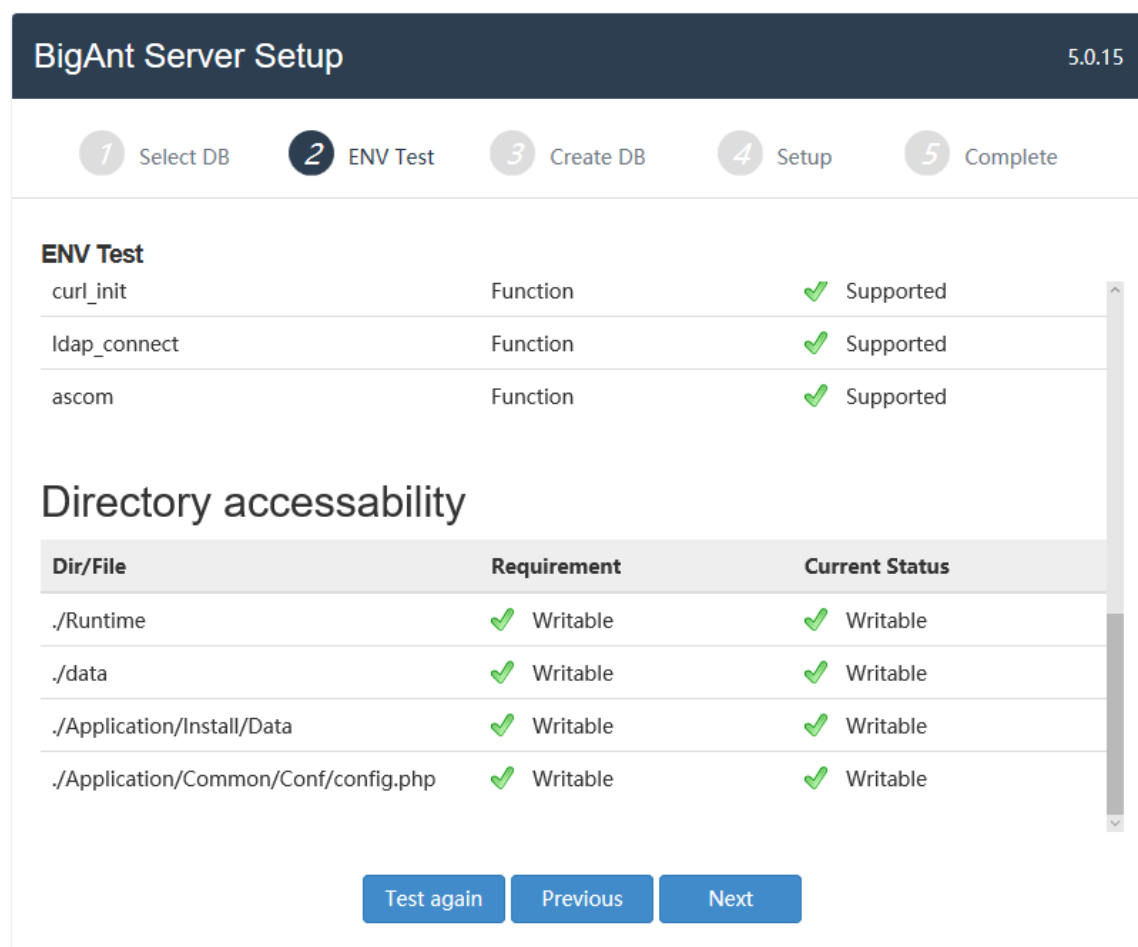 BigAnt Server Setup 5.0.15
1 Select DB 2 ENV Test 3 Create DB 4 Setup 5 Complete
ENV Test
curl_init Function Supported
ldap_connect Function Supported
ascom Function Supported
Directory accessability
Dir/File Requirement Current Status
./Runtime Writable Writable
./data Writable Writable
./Application/Install/Data Writable Writable
./Application/Common/Conf/config.php Writable Writable
Test again Previous Next